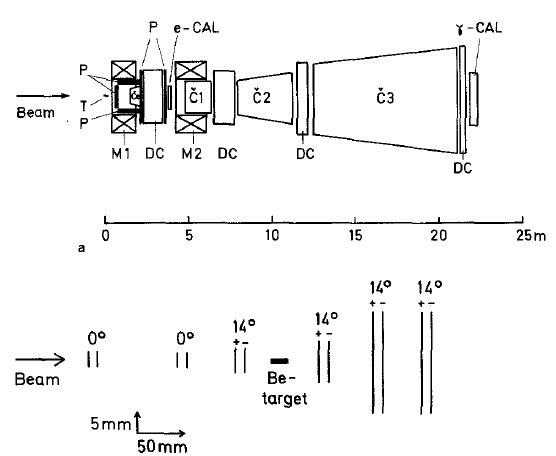 P e-CAL γ-CAL
P
T Č1 Č2 Č3
Beam
P
M1 DC M2 DC DC DC
0 5 10 15 20 25m
a
0° 0° 14° 14° 14° 14°
+- +- +- +-
Beam
Be-
target
5mm
50mm